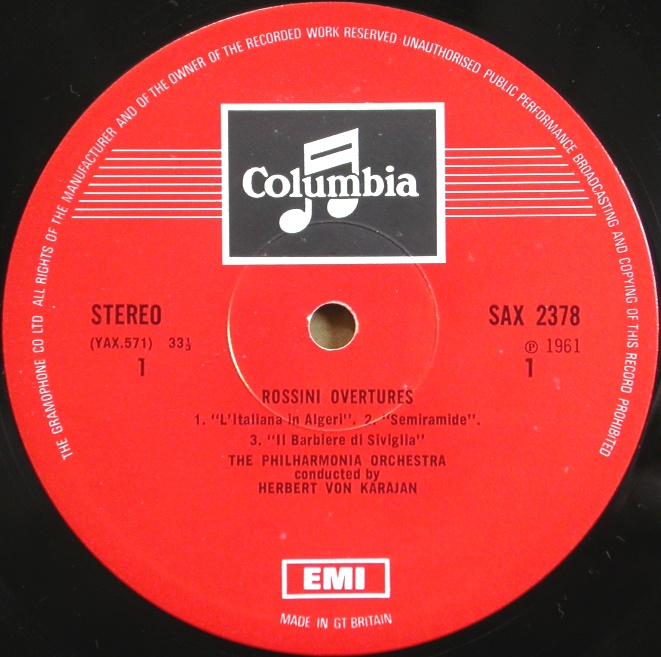 THE GRAMOPHONE CO LTD ALL RIGHTS OF THE MANUFACTURER AND OF THE OWNER OF THE RECORDED WORK RESERVED · UNAUTHORISED PUBLIC PERFORMANCE BROADCASTING AND COPYING OF THIS RECORD PROHIBITED
Columbia
STEREO
(YAX.571) 33⅓
1
SAX 2378
℗ 1961
1
ROSSINI OVERTURES
1. "L'Italiana in Algeri". 2. "Semiramide".
3. "Il Barbiere di Siviglia"
THE PHILHARMONIA ORCHESTRA
conducted by
HERBERT VON KARAJAN
EMI
MADE IN GT BRITAIN